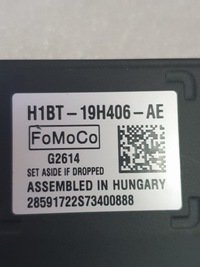 H1BT-19H406-AE
FoMoCo
G2614
SET ASIDE IF DROPPED
ASSEMBLED IN HUNGARY
28591722S73400888